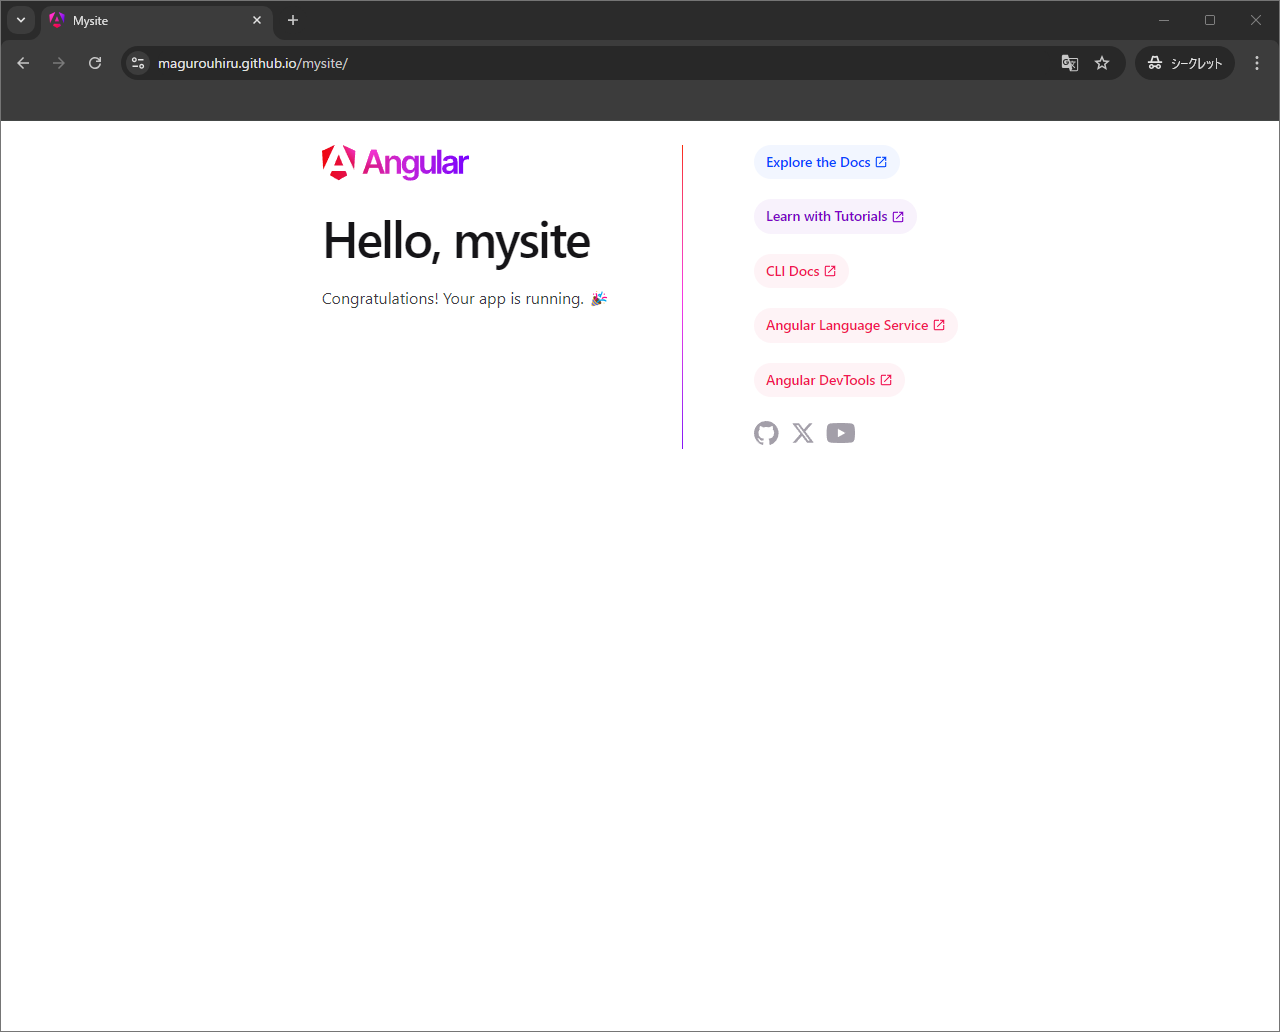 Mysite
magurouhiru.github.io/mysite/
シークレット
Angular
Hello, mysite
Congratulations! Your app is running. 🎉
Explore the Docs
Learn with Tutorials
CLI Docs
Angular Language Service
Angular DevTools